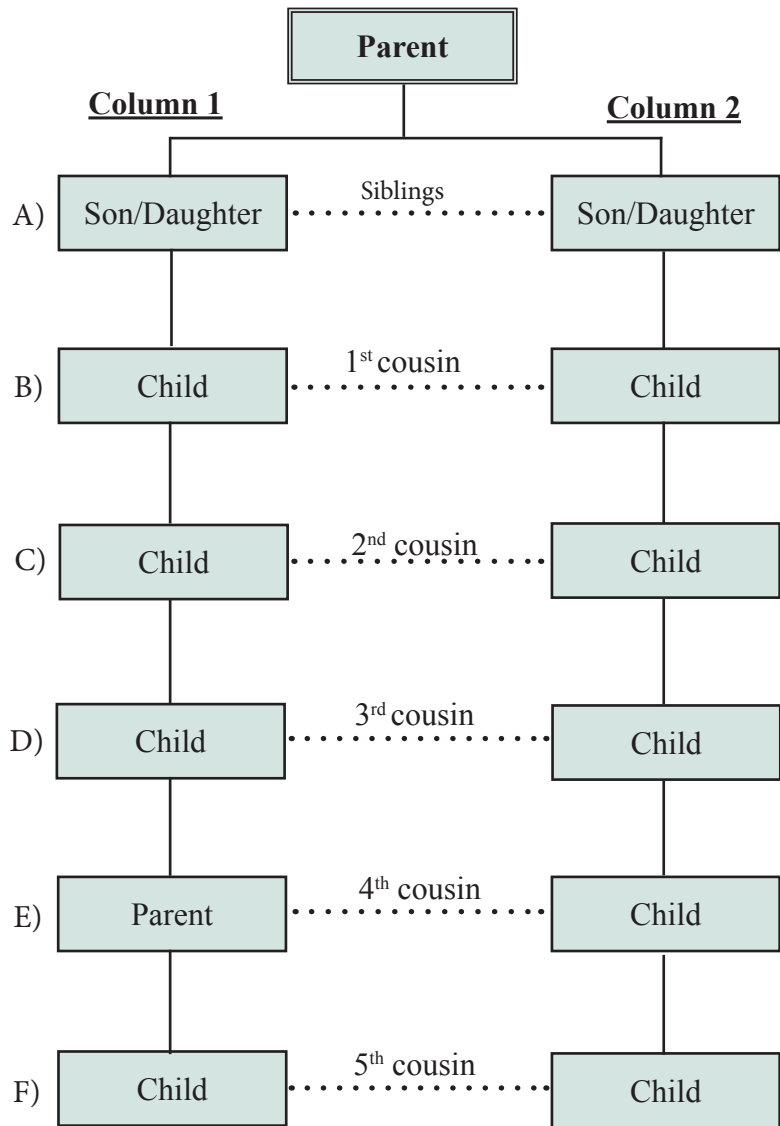 Parent
Column 1 Column 2
A) Son/Daughter Siblings Son/Daughter
B) Child 1st cousin Child
C) Child 2nd cousin Child
D) Child 3rd cousin Child
E) Parent 4th cousin Child
F) Child 5th cousin Child